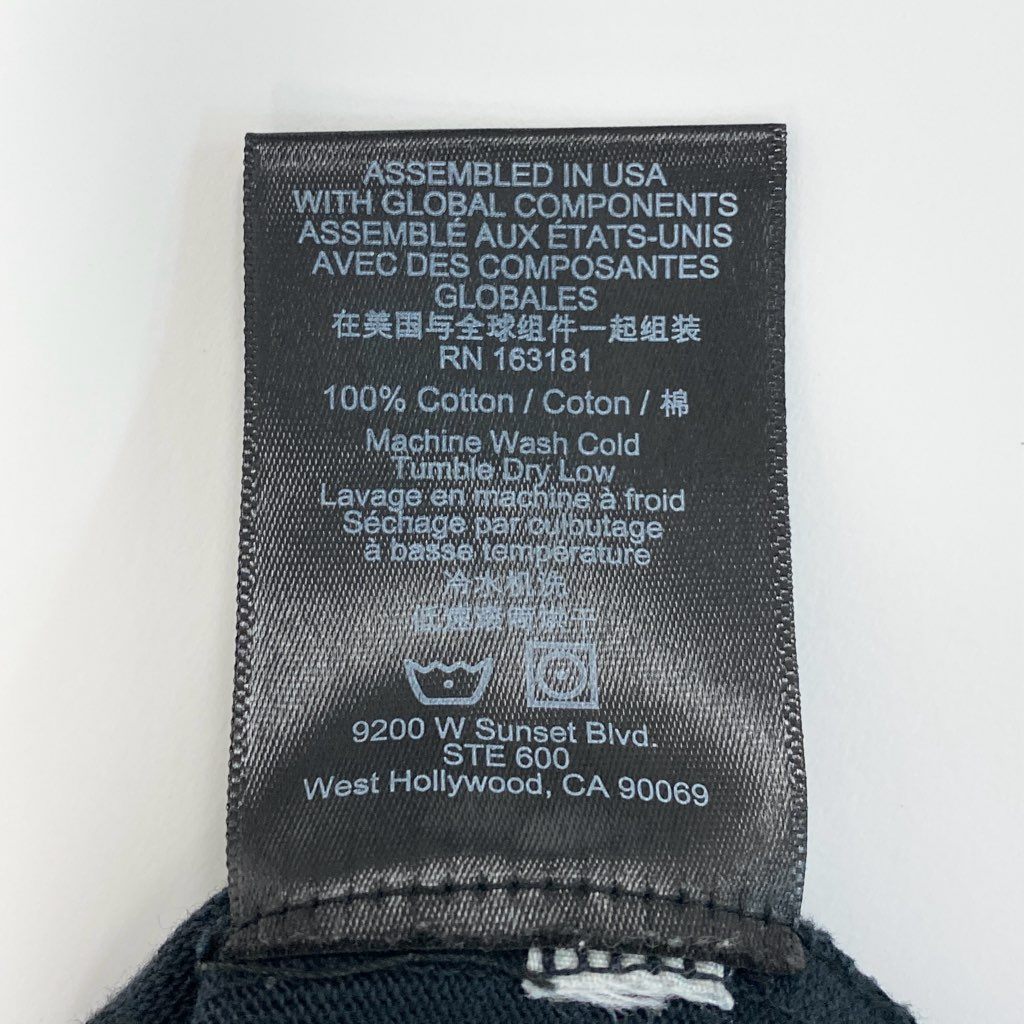 ASSEMBLED IN USA
WITH GLOBAL COMPONENTS
ASSEMBLÉ AUX ÉTATS-UNIS
AVEC DES COMPOSANTES
GLOBALES
在美国与全球组件一起组装
RN 163181
100% Cotton / Coton / 棉
Machine Wash Cold
Tumble Dry Low
Lavage en machine à froid
Séchage par culbutage
à basse température
冷水机洗
9200 W Sunset Blvd.
STE 600
West Hollywood, CA 90069